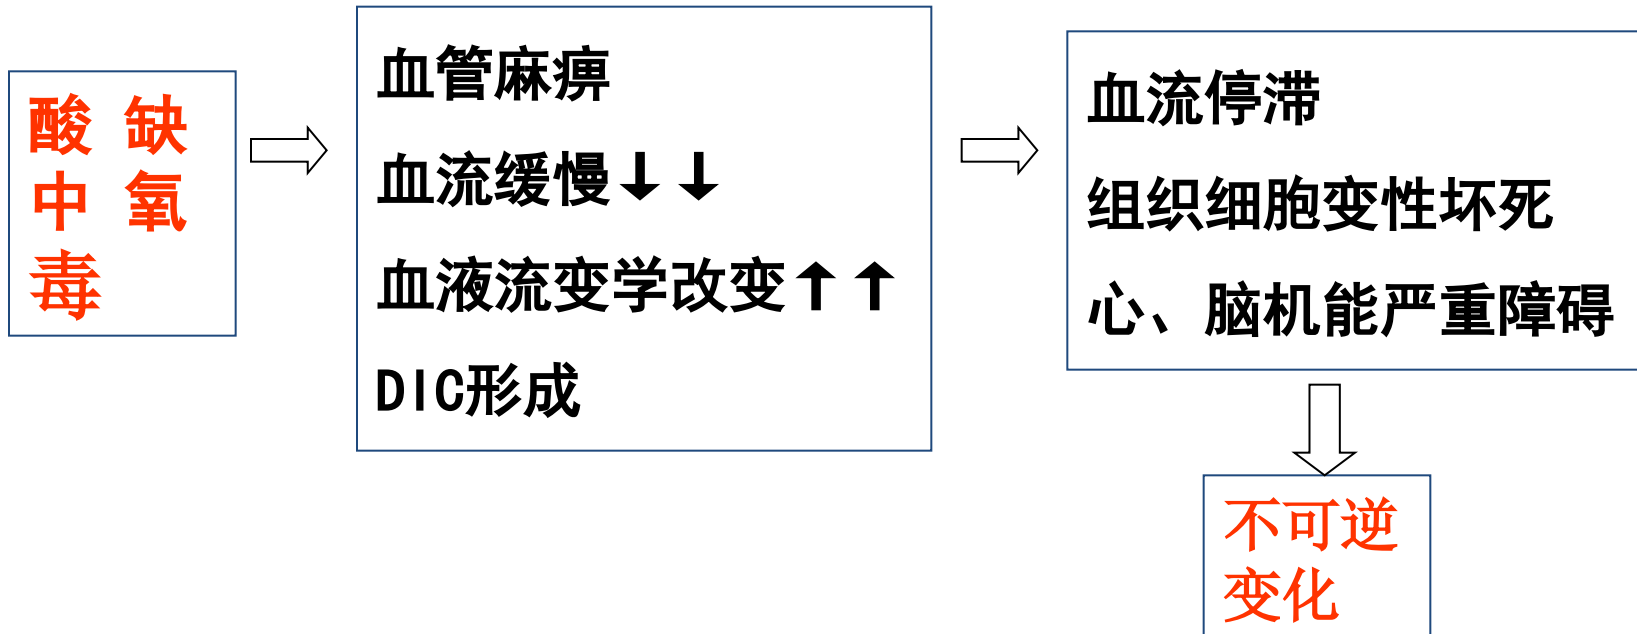 酸 缺
中 氧
毒
血管麻痹
血流缓慢↓↓
血液流变学改变↑↑
DIC形成
血流停滞
组织细胞变性坏死
心、脑机能严重障碍
不可逆
变化